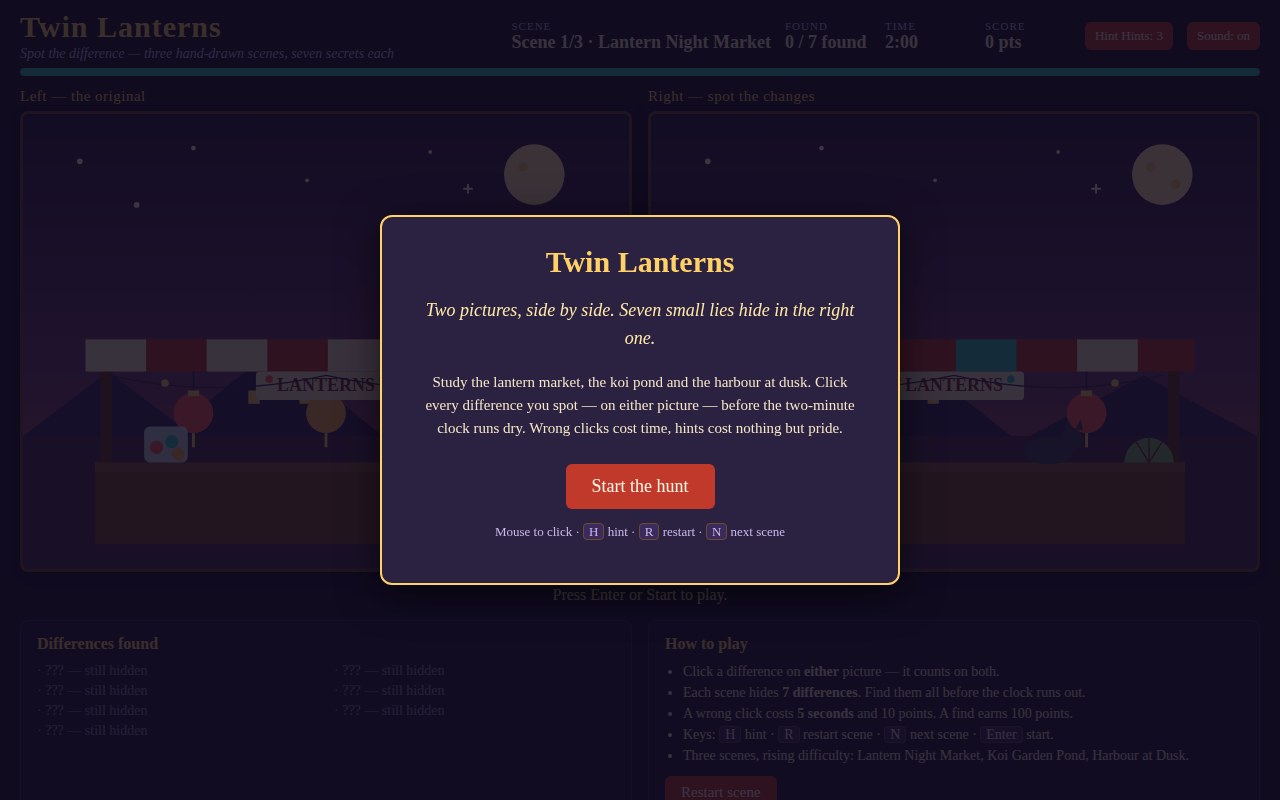 Twin Lanterns
Spot the difference — three hand-drawn scenes, seven secrets each
SCENE
Scene 1/3 · Lantern Night Market
FOUND
0 / 7 found
TIME
2:00
SCORE
0 pts
Hint Hints: 3
Sound: on
Left — the original
Right — spot the changes
LANTERNS
LANTERNS
Twin Lanterns
Two pictures, side by side. Seven small lies hide in the right
one.
Study the lantern market, the koi pond and the harbour at dusk. Click
every difference you spot — on either picture — before the two-minute
clock runs dry. Wrong clicks cost time, hints cost nothing but pride.
Start the hunt
Mouse to click · H hint · R restart · N next scene
Press Enter or Start to play.
Differences found
· ??? — still hidden
· ??? — still hidden
· ??? — still hidden
· ??? — still hidden
· ??? — still hidden
· ??? — still hidden
· ??? — still hidden
How to play
• Click a difference on either picture — it counts on both.
• Each scene hides 7 differences. Find them all before the clock runs out.
• A wrong click costs 5 seconds and 10 points. A find earns 100 points.
• Keys: H hint · R restart scene · N next scene · Enter start.
• Three scenes, rising difficulty: Lantern Night Market, Koi Garden Pond, Harbour at Dusk.
Restart scene